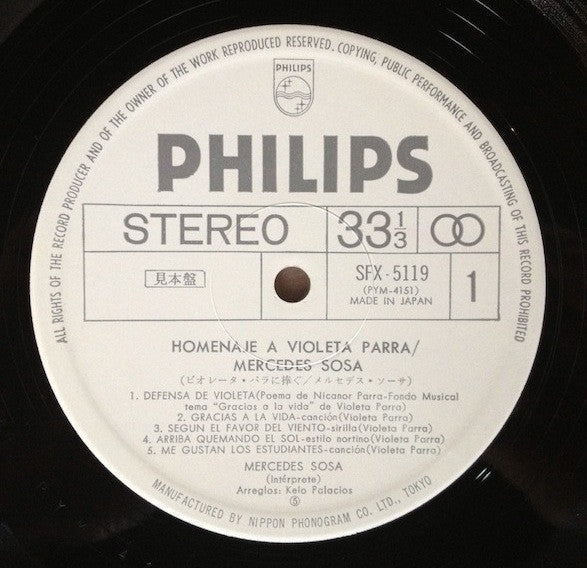 ALL RIGHTS OF THE RECORD PRODUCER AND OF THE OWNER OF THE WORK REPRODUCED RESERVED. COPYING, PUBLIC PERFORMANCE AND BROADCASTING OF THIS RECORD PROHIBITED
PHILIPS
PHILIPS
STEREO 33 1/3
見本盤 SFX-5119 1
(PYM-4151)
MADE IN JAPAN
HOMENAJE A VIOLETA PARRA/
MERCEDES SOSA
(ビオレータ・パラに捧ぐ/メルセデス・ソーサ)
1. DEFENSA DE VIOLETA(Poema de Nicanor Parra-Fondo Musical
tema "Gracias a la vida" de Violeta Parra)
2. GRACIAS A LA VIDA-canción(Violeta Parra)
3. SEGUN EL FAVOR DEL VIENTO-sirilla(Violeta Parra)
4. ARRIBA QUEMANDO EL SOL-estilo nortino(Violeta Parra)
5. ME GUSTAN LOS ESTUDIANTES-canción(Violeta Parra)
MERCEDES SOSA
(Intérprete)
Arreglos: Kelo Palacios
Ⓢ
MANUFACTURED BY NIPPON PHONOGRAM CO. LTD., TOKYO